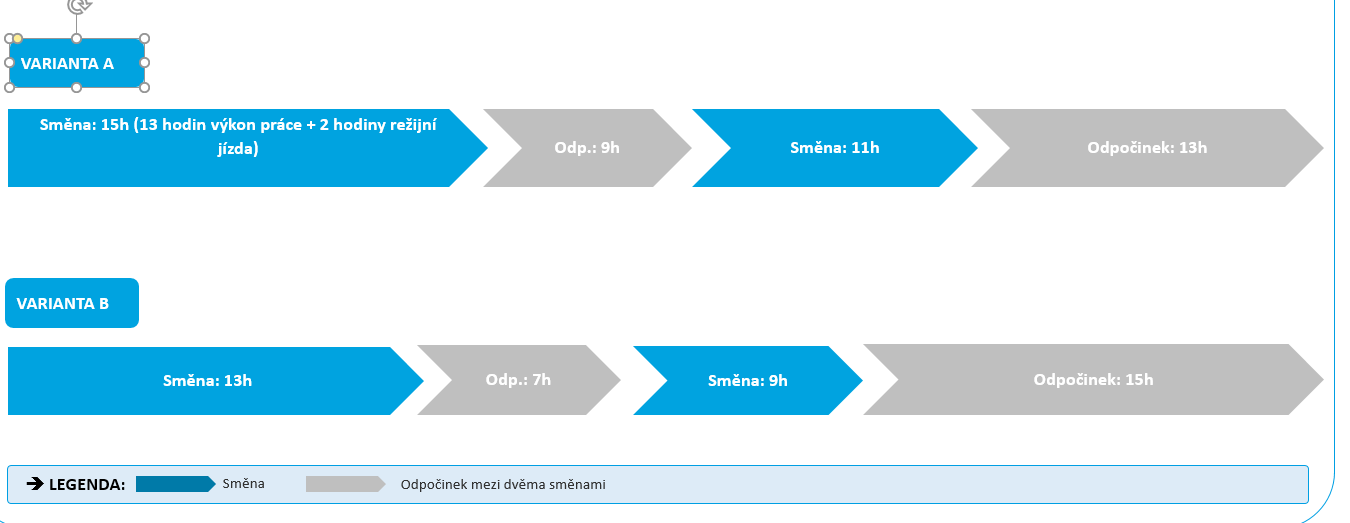 VARIANTA A
Směna: 15h (13 hodin výkon práce + 2 hodiny režijní
jízda)
Odp.: 9h
Směna: 11h
Odpočinek: 13h
VARIANTA B
Směna: 13h
Odp.: 7h
Směna: 9h
Odpočinek: 15h
➔ LEGENDA:
Směna
Odpočinek mezi dvěma směnami